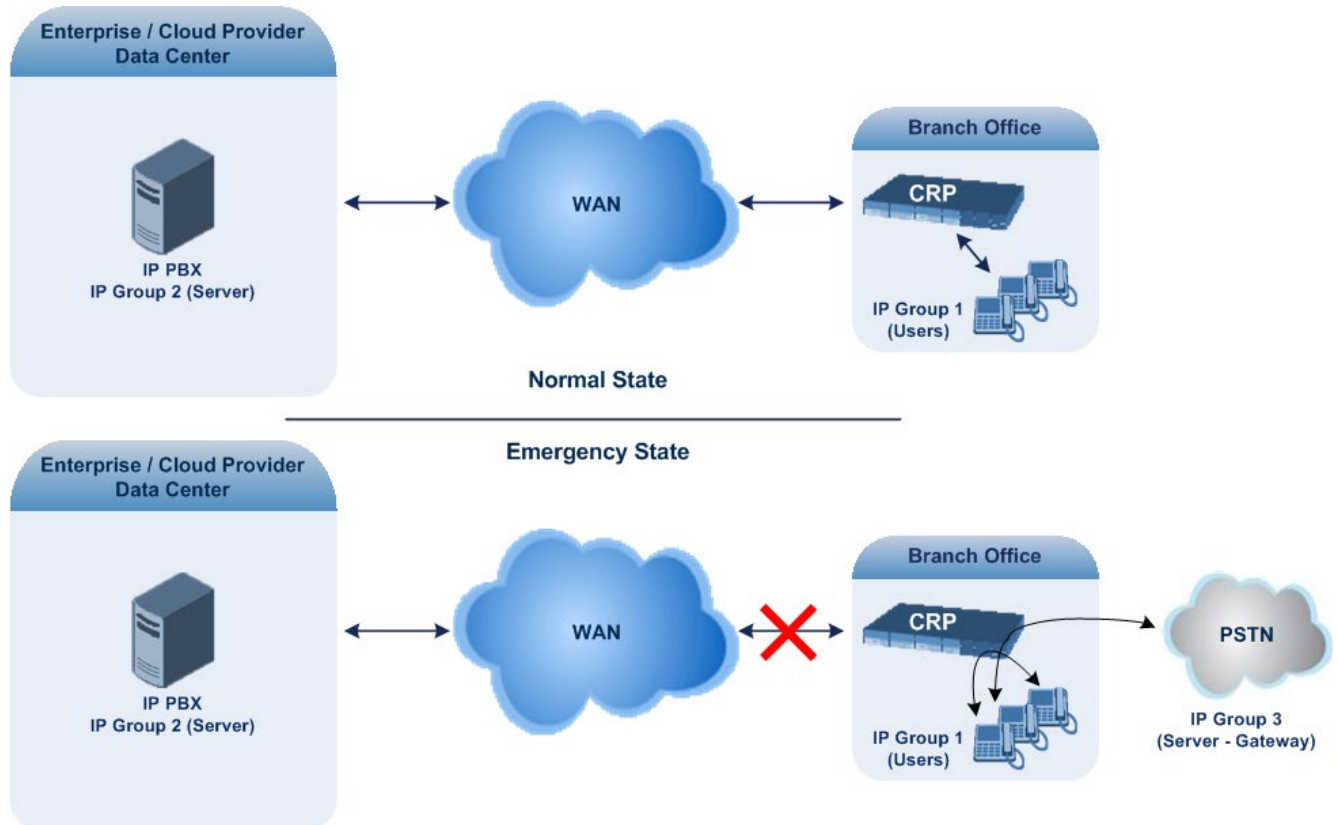 Enterprise / Cloud Provider
Data Center
IP PBX
IP Group 2 (Server)
WAN
Branch Office
CRP
IP Group 1
(Users)
Normal State
Emergency State
Enterprise / Cloud Provider
Data Center
IP PBX
IP Group 2 (Server)
WAN
Branch Office
CRP
IP Group 1
(Users)
PSTN
IP Group 3
(Server - Gateway)